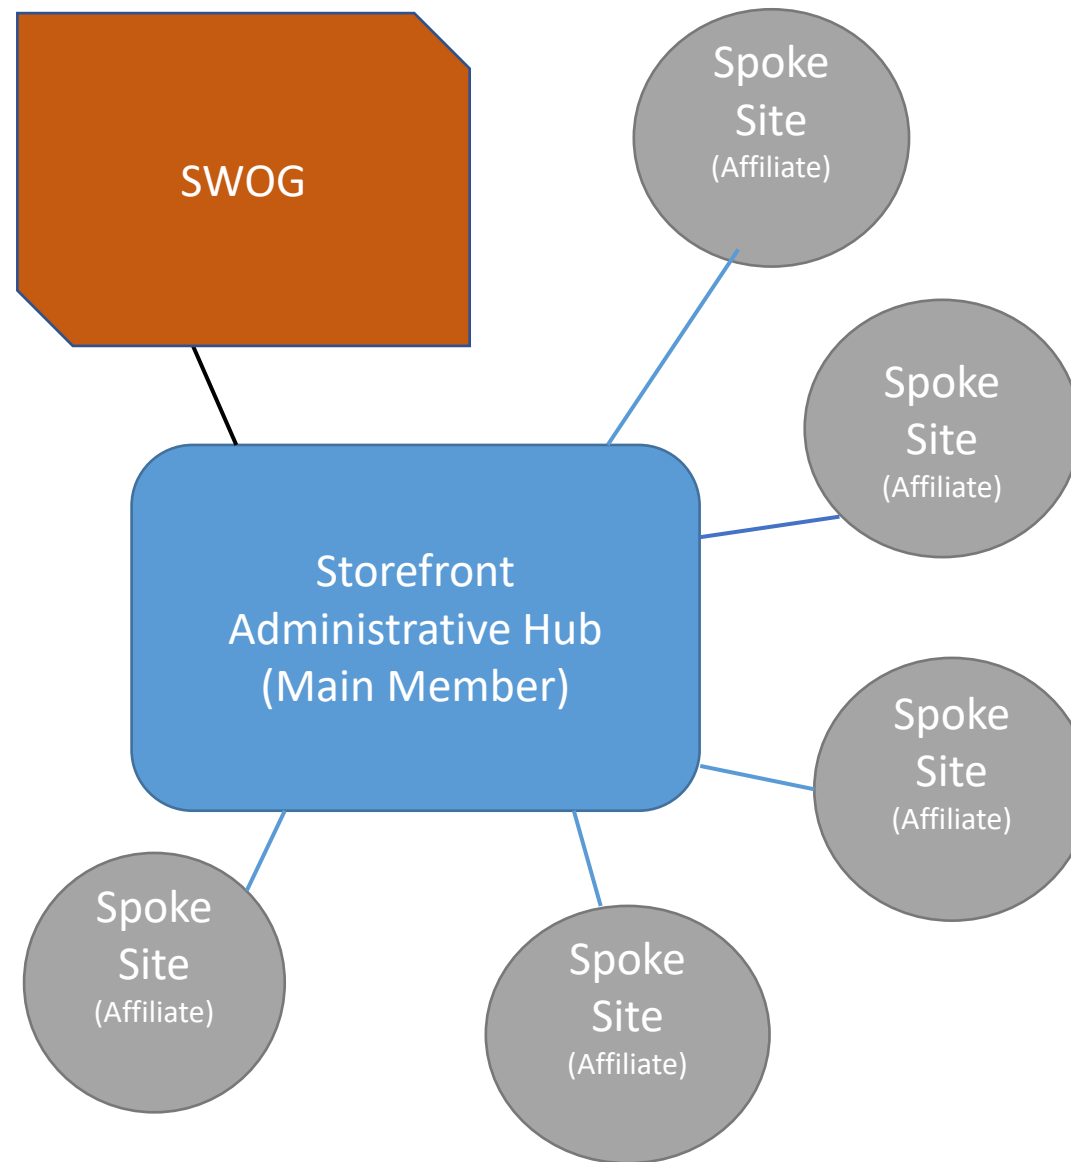 SWOG
Spoke
Site
(Affiliate)
Spoke
Site
(Affiliate)
Storefront
Administrative Hub
(Main Member)
Spoke
Site
(Affiliate)
Spoke
Site
(Affiliate)
Spoke
Site
(Affiliate)